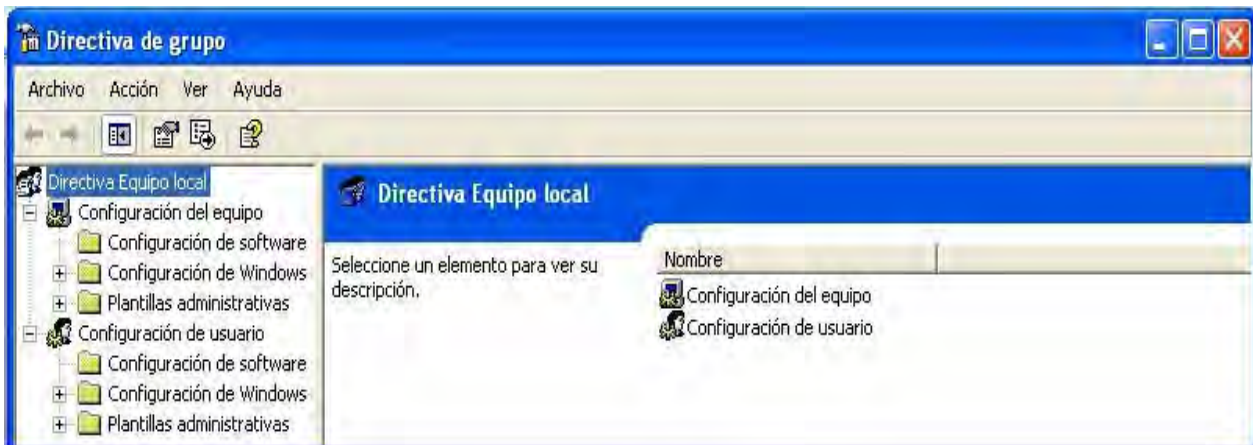 Directiva de grupo
Archivo Acción Ver Ayuda
Directiva Equipo local
Configuración del equipo
Configuración de software
Configuración de Windows
Plantillas administrativas
Configuración de usuario
Configuración de software
Configuración de Windows
Plantillas administrativas
Directiva Equipo local
Seleccione un elemento para ver su
descripción.
Nombre
Configuración del equipo
Configuración de usuario